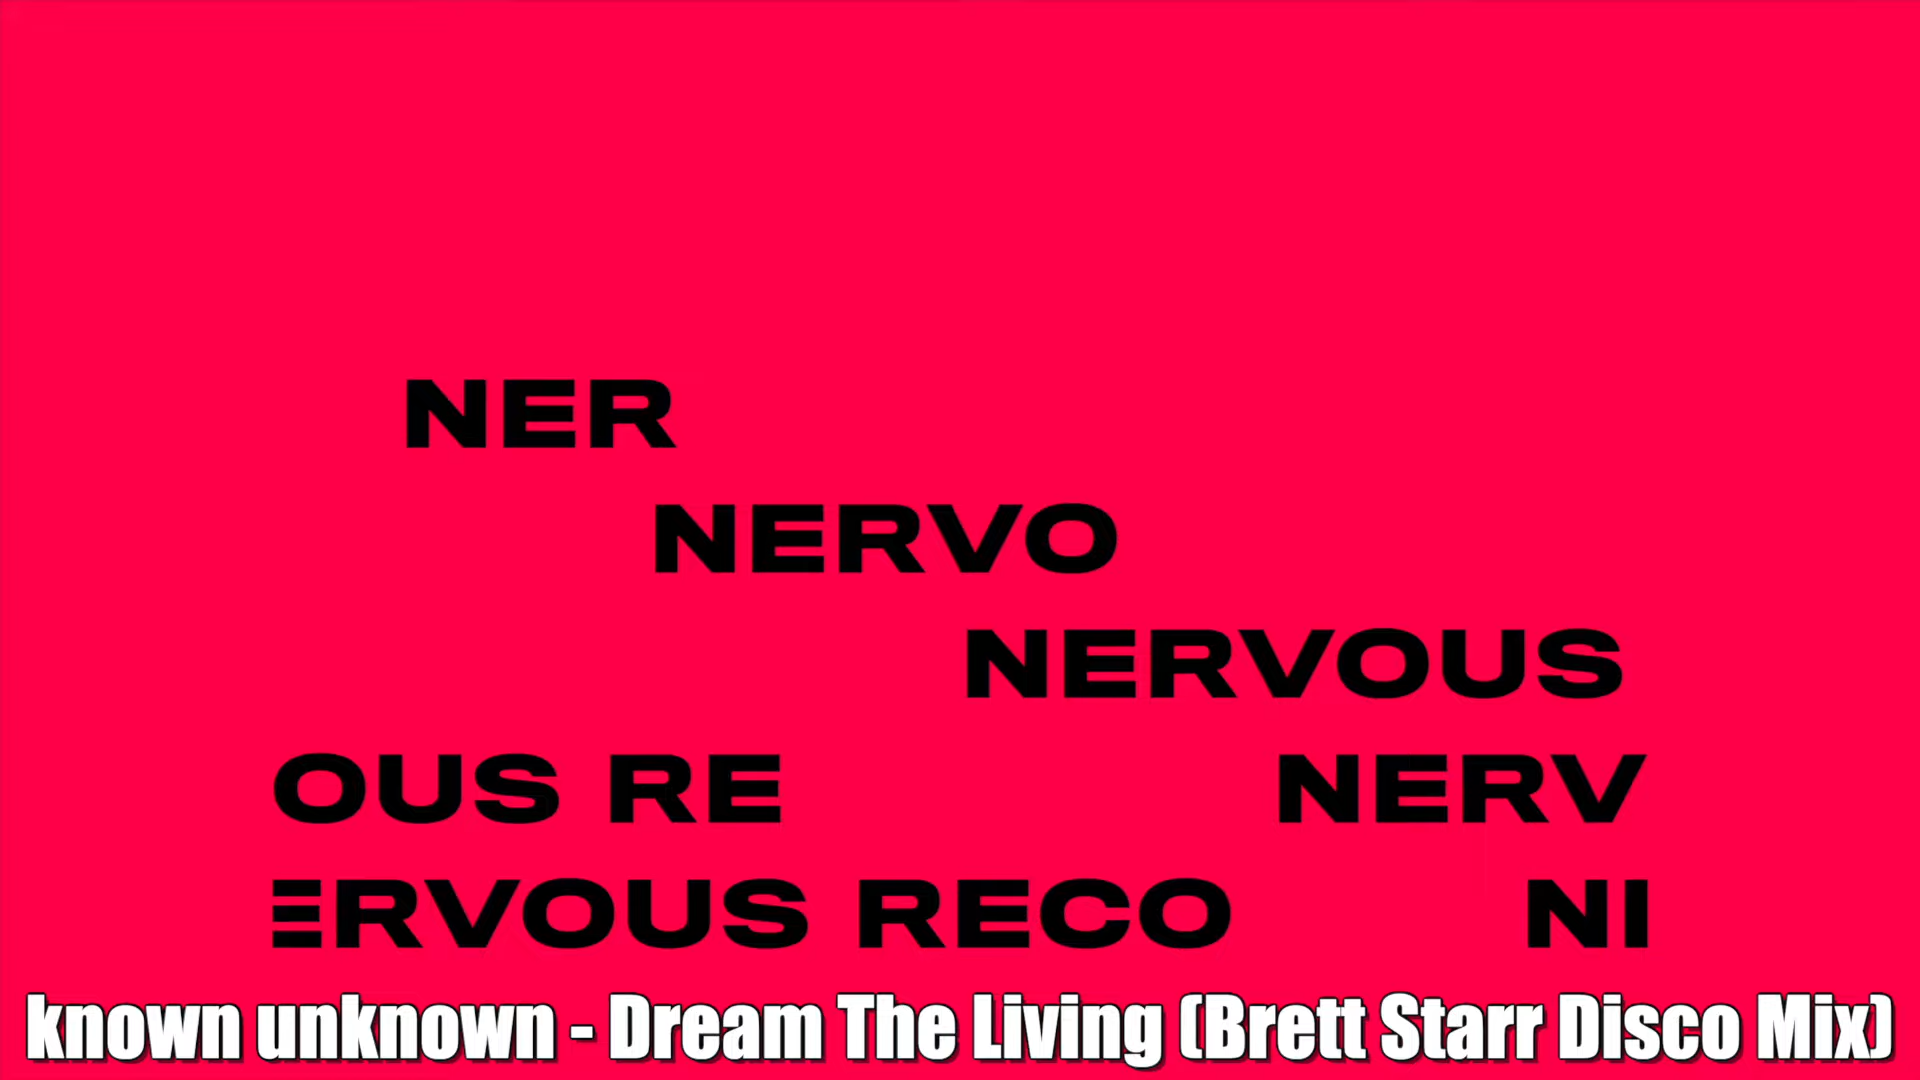 NER
NERVO
NERVOUS
OUS RE NERV
ERVOUS RECO NI
known unknown - Dream The Living (Brett Starr Disco Mix)